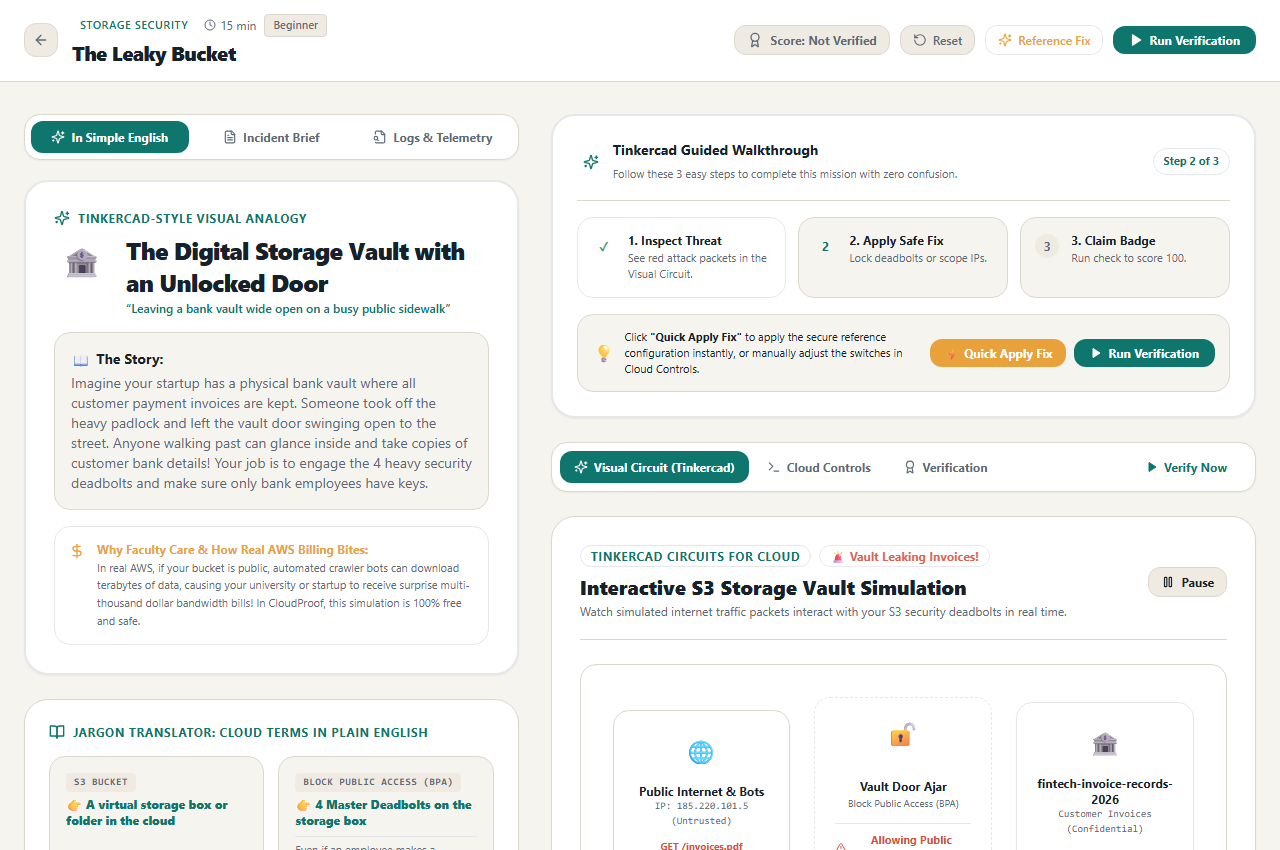 STORAGE SECURITY 15 min Beginner
The Leaky Bucket
Score: Not Verified
Reset
Reference Fix
Run Verification
In Simple English
Incident Brief
Logs & Telemetry
TINKERCAD-STYLE VISUAL ANALOGY
The Digital Storage Vault with
an Unlocked Door
“Leaving a bank vault wide open on a busy public sidewalk”
The Story:
Imagine your startup has a physical bank vault where all
customer payment invoices are kept. Someone took off the
heavy padlock and left the vault door swinging open to the
street. Anyone walking past can glance inside and take copies of
customer bank details! Your job is to engage the 4 heavy security
deadbolts and make sure only bank employees have keys.
Why Faculty Care & How Real AWS Billing Bites:
In real AWS, if your bucket is public, automated crawler bots can download
terabytes of data, causing your university or startup to receive surprise multi-
thousand dollar bandwidth bills! In CloudProof, this simulation is 100% free
and safe.
JARGON TRANSLATOR: CLOUD TERMS IN PLAIN ENGLISH
S3 BUCKET
A virtual storage box or
folder in the cloud
BLOCK PUBLIC ACCESS (BPA)
4 Master Deadbolts on the
storage box
Even if an employee makes a
Tinkercad Guided Walkthrough
Follow these 3 easy steps to complete this mission with zero confusion.
Step 2 of 3
1. Inspect Threat
See red attack packets in the
Visual Circuit.
2
2. Apply Safe Fix
Lock deadbolts or scope IPs.
3
3. Claim Badge
Run check to score 100.
Click "Quick Apply Fix" to apply the secure reference
configuration instantly, or manually adjust the switches in
Cloud Controls.
Quick Apply Fix
Run Verification
Visual Circuit (Tinkercad)
Cloud Controls
Verification
Verify Now
TINKERCAD CIRCUITS FOR CLOUD
Vault Leaking Invoices!
Interactive S3 Storage Vault Simulation
Watch simulated internet traffic packets interact with your S3 security deadbolts in real time.
Pause
Public Internet & Bots
IP: 185.220.101.5
(Untrusted)
GET /invoices.pdf
Vault Door Ajar
Block Public Access (BPA)
Allowing Public
fintech-invoice-records-
2026
Customer Invoices
(Confidential)